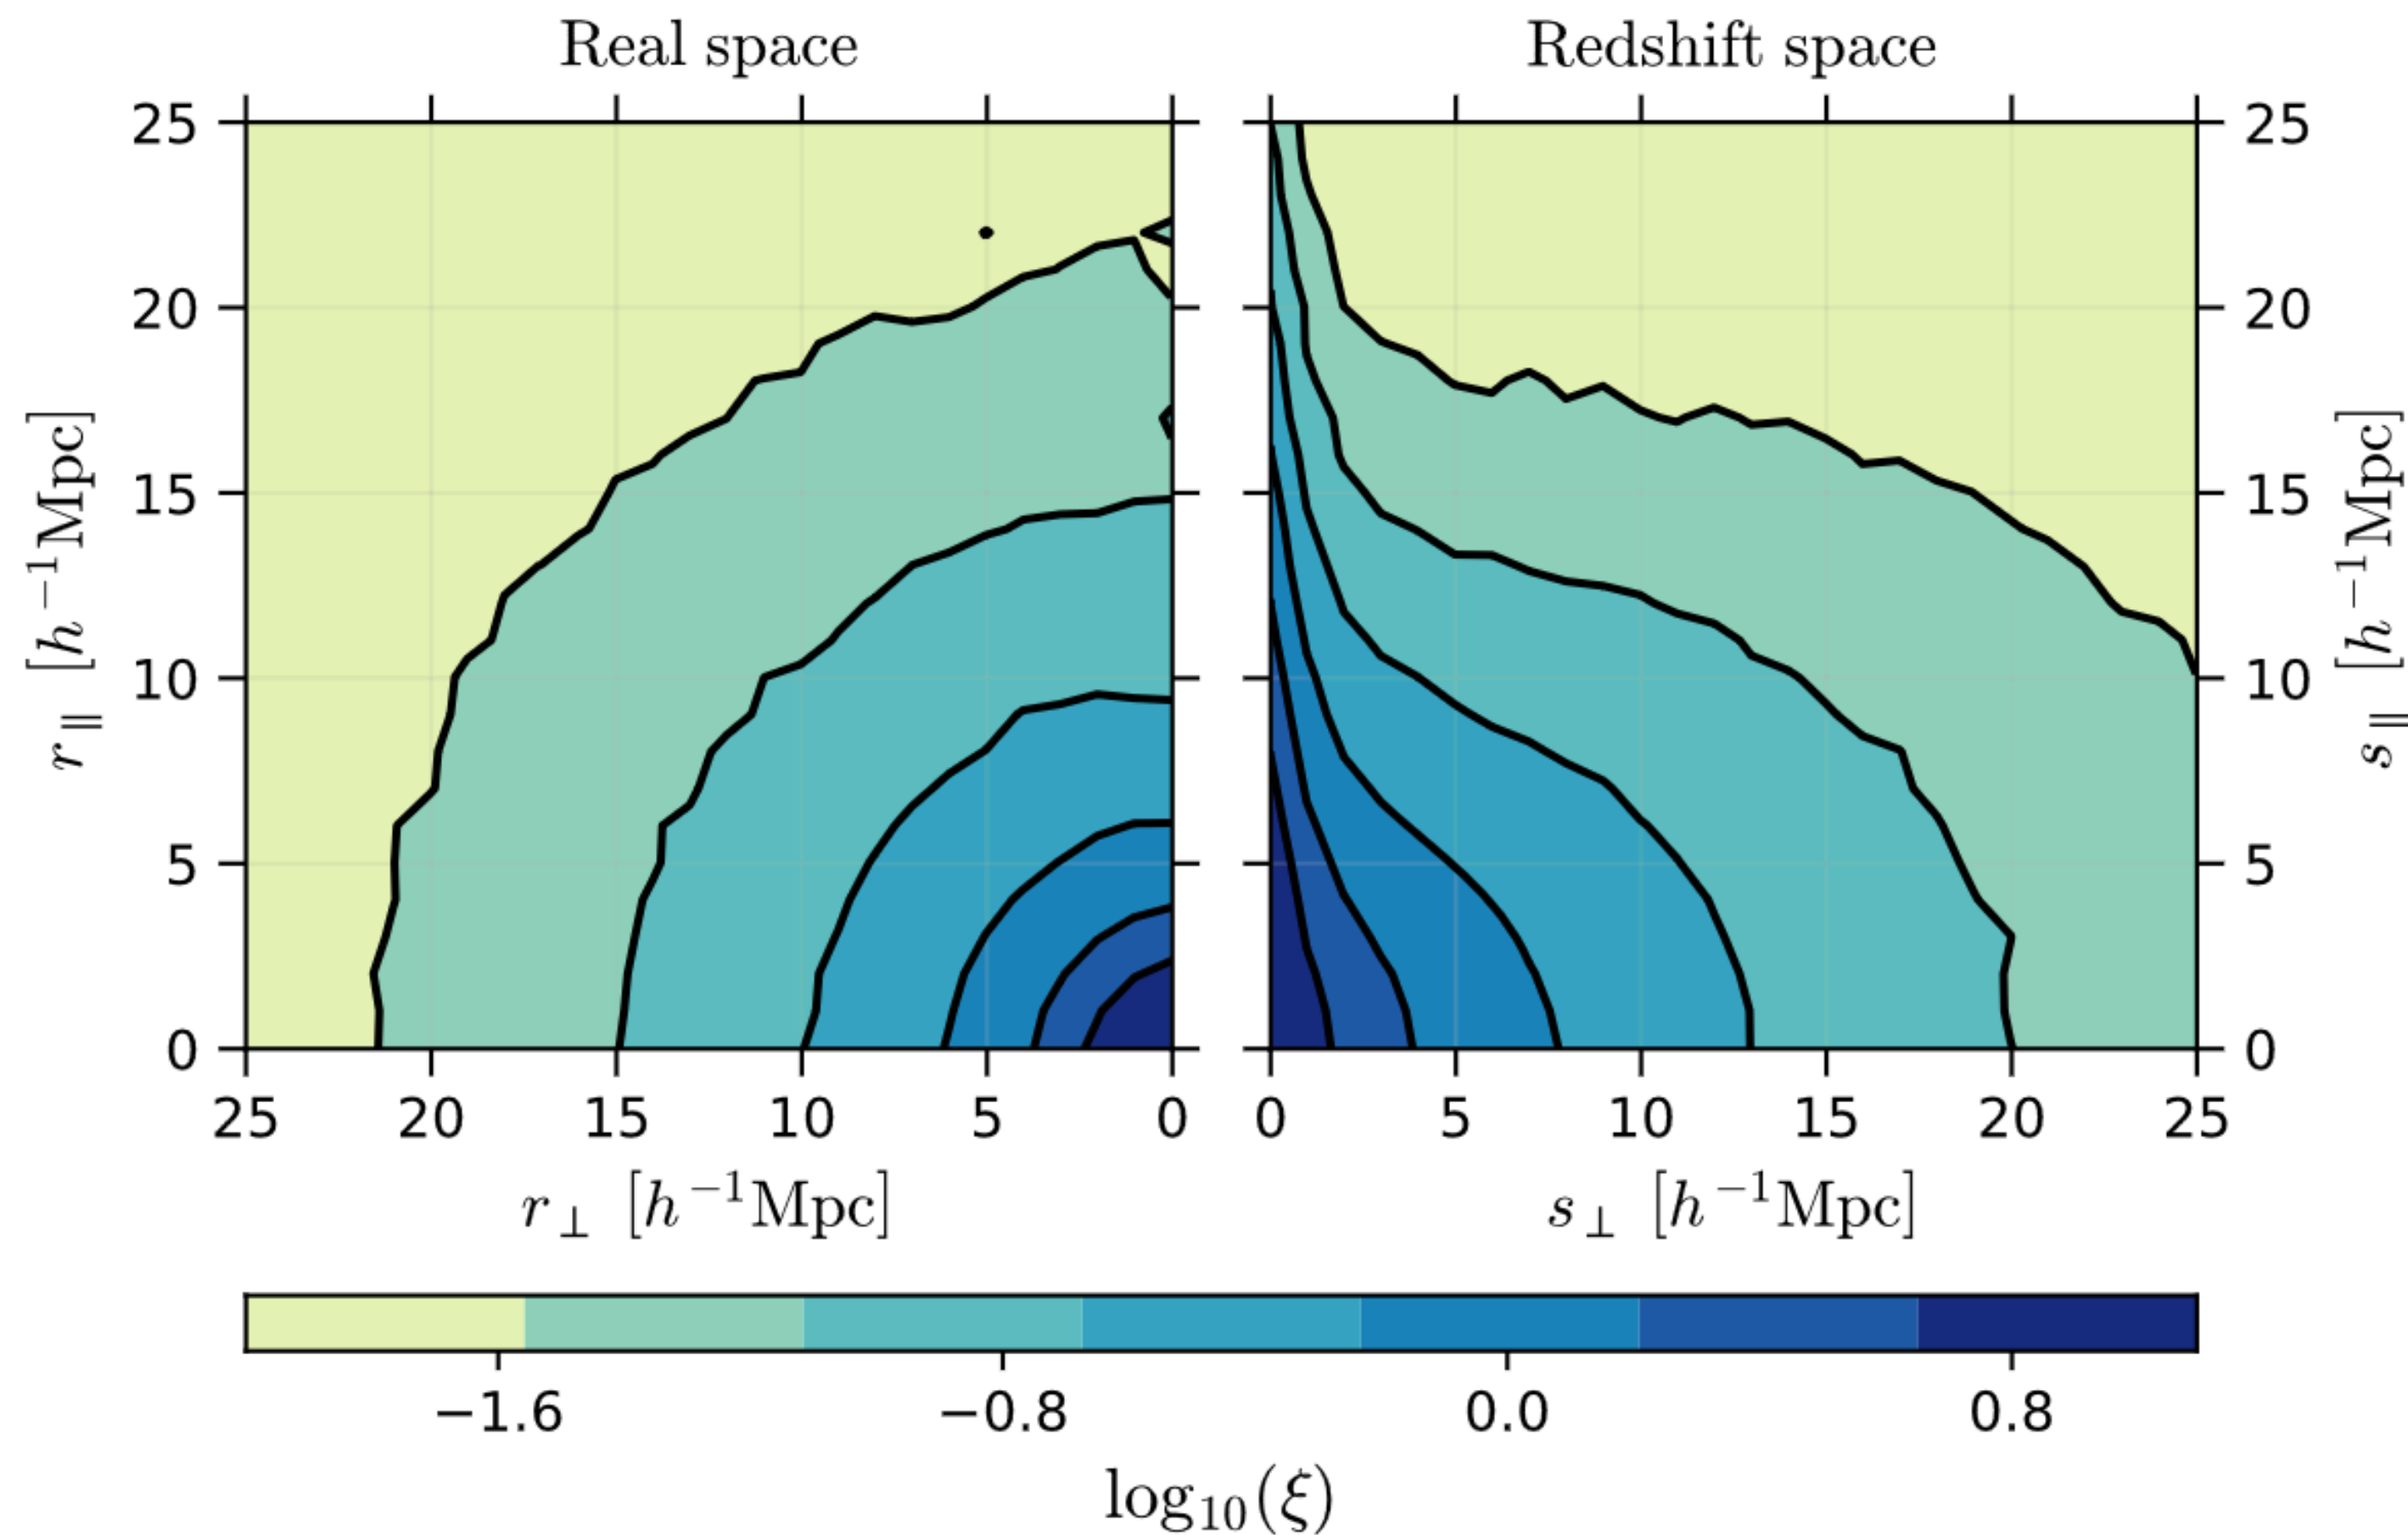 Real space
Redshift space
25
20
15
10
5
0
r∥ [h⁻¹Mpc]
25
20
15
10
5
0
s∥ [h⁻¹Mpc]
25 20 15 10 5 0
0 5 10 15 20 25
r⊥ [h⁻¹Mpc]
s⊥ [h⁻¹Mpc]
−1.6 −0.8 0.0 0.8
log₁₀(ξ)